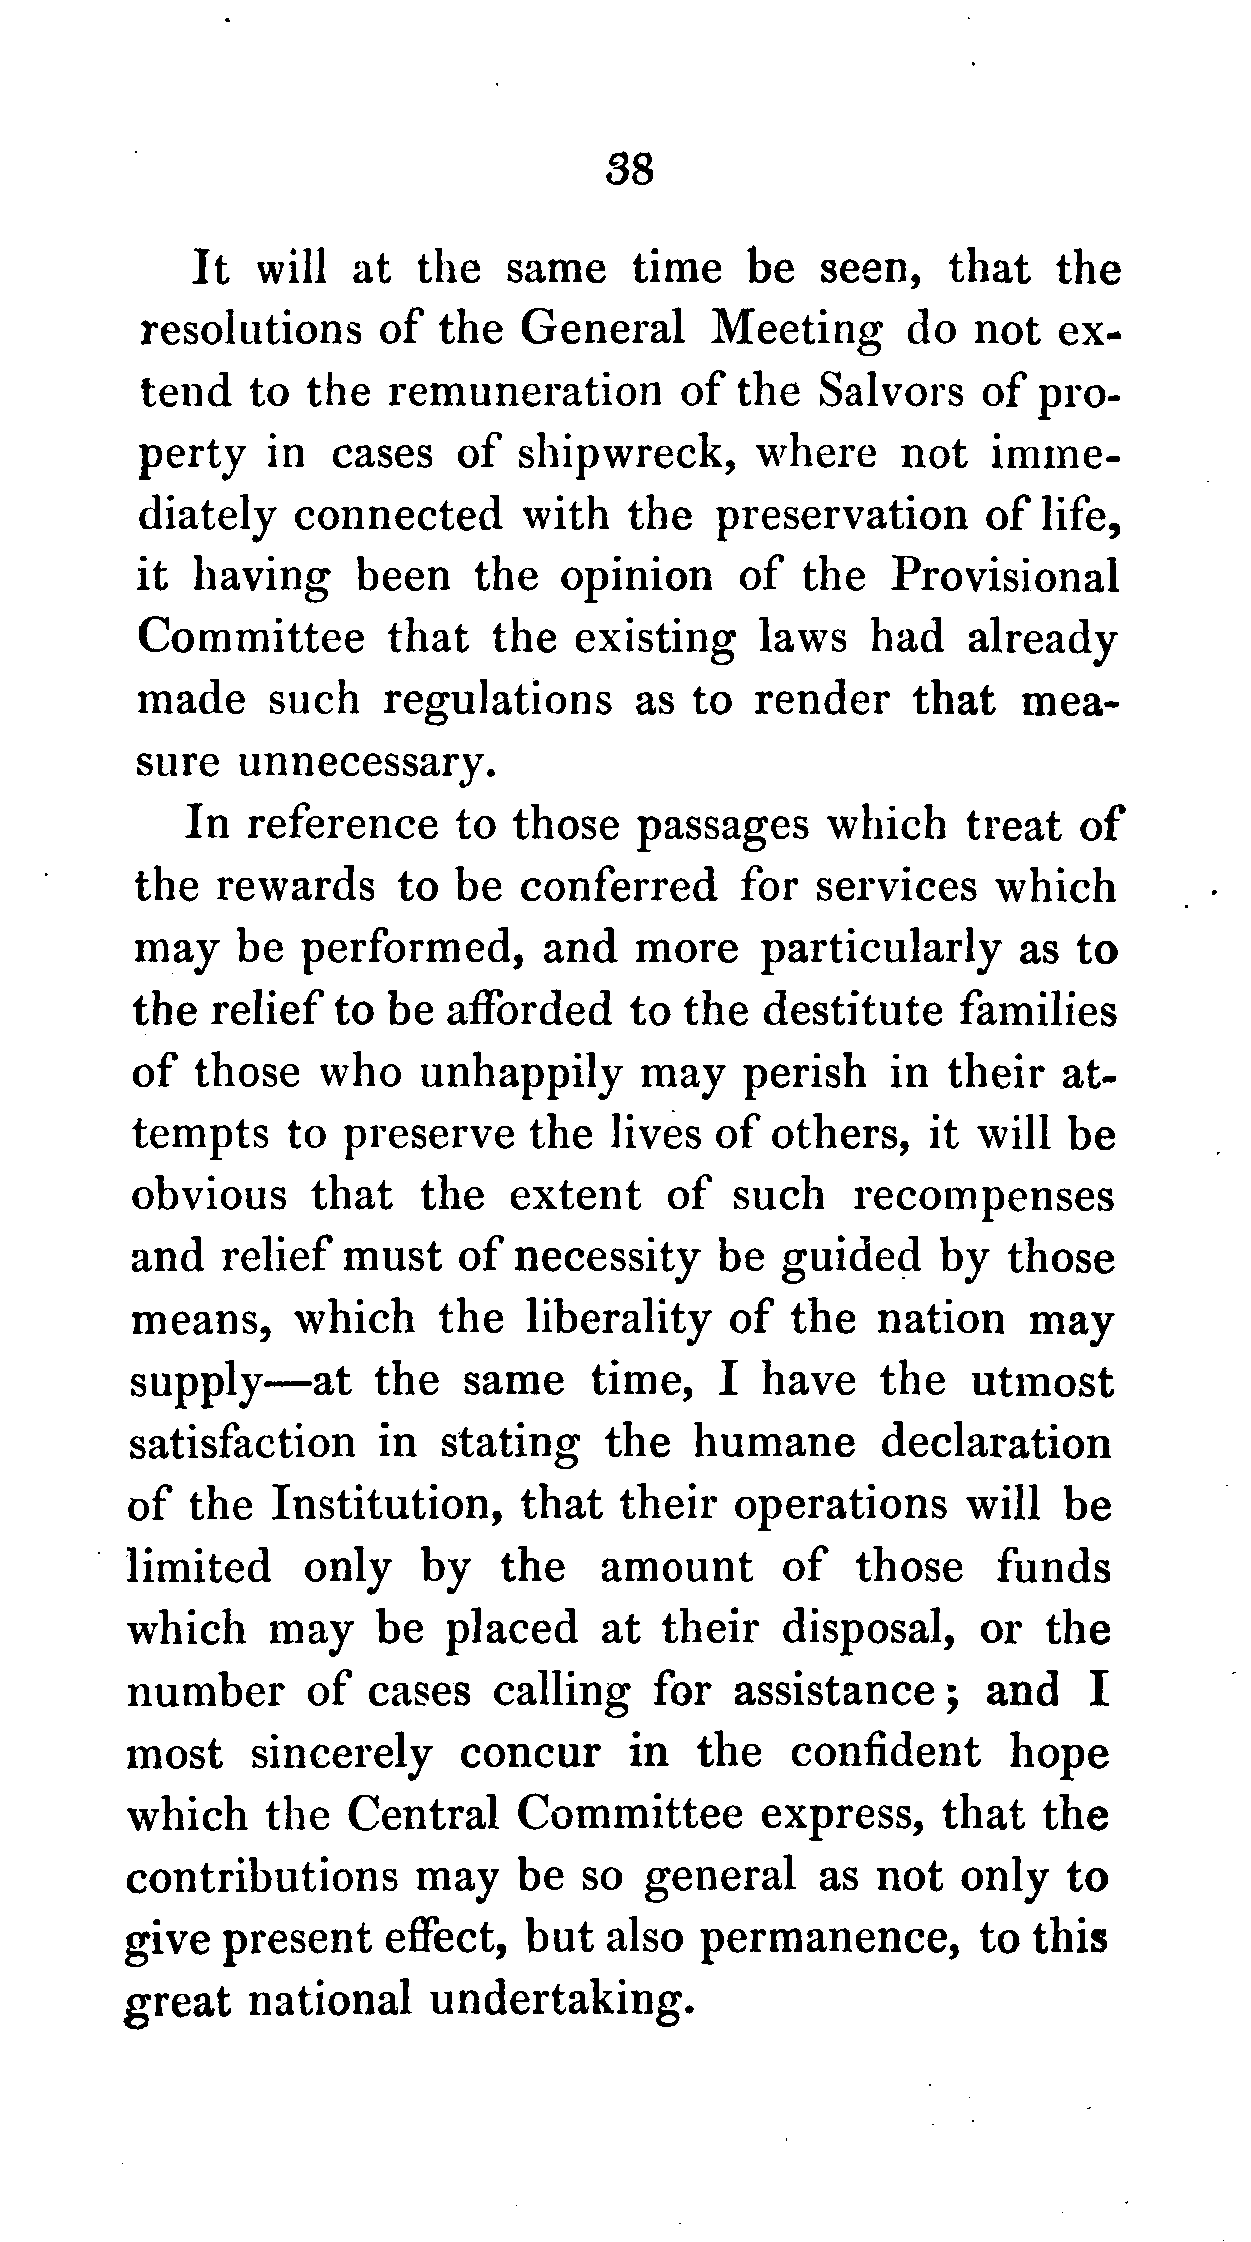 38
It will at the same time be seen, that the
resolutions of the General Meeting do not ex-
tend to the remuneration of the Salvors of pro-
perty in cases of shipwreck, where not imme-
diately connected with the preservation of life,
it having been the opinion of the Provisional
Committee that the existing laws had already
made such regulations as to render that mea-
sure unnecessary.
In reference to those passages which treat of
the rewards to be conferred for services which
may be performed, and more particularly as to
the relief to be afforded to the destitute families
of those who unhappily may perish in their at-
tempts to preserve the lives of others, it will be
obvious that the extent of such recompenses
and relief must of necessity be guided by those
means, which the liberality of the nation may
supply—at the same time, I have the utmost
satisfaction in stating the humane declaration
of the Institution, that their operations will be
limited only by the amount of those funds
which may be placed at their disposal, or the
number of cases calling for assistance; and I
most sincerely concur in the confident hope
which the Central Committee express, that the
contributions may be so general as not only to
give present effect, but also permanence, to this
great national undertaking.